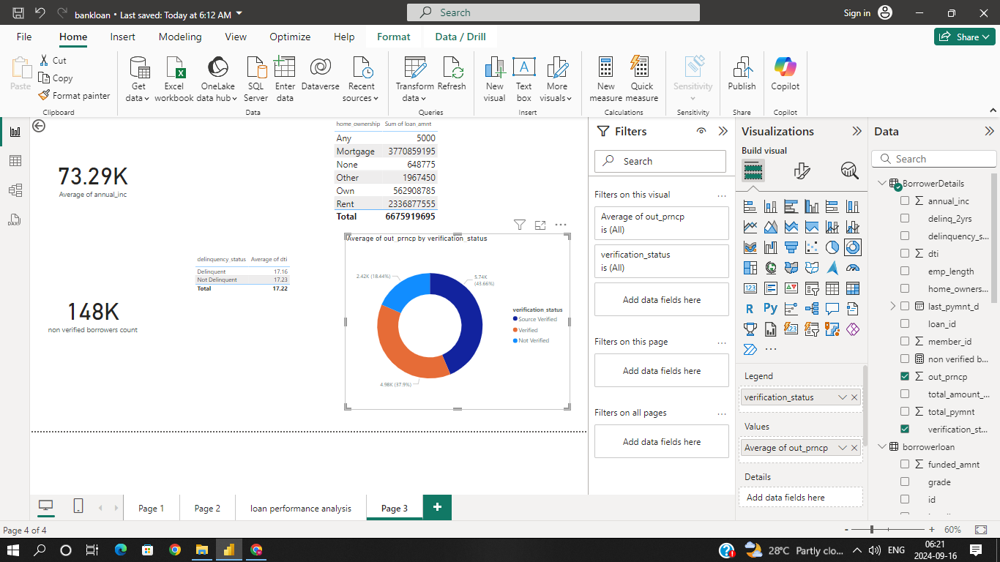 bankloan • Last saved: Today at 6:12 AM
Search
Sign in
File
Home
Insert
Modeling
View
Optimize
Help
Format
Data / Drill
Share
Paste
Cut
Copy
Format painter
Clipboard
Get data
Excel workbook
OneLake data hub
SQL Server
Enter data
Dataverse
Recent sources
Data
Transform data
Refresh
Queries
New visual
Text box
More visuals
Insert
New measure
Quick measure
Calculations
Sensitivity
Sensitivity
Publish
Share
Copilot
Copilot
73.29K
Average of annual_inc
148K
non verified borrowers count
delinquency_status Average of dti
Delinquent 17.16
Not Delinquent 17.23
Total 17.22
home_ownership Sum of loan_amnt
Any 5000
Mortgage 3770859195
None 648775
Other 1967450
Own 562908785
Rent 2336877555
Total 6675919695
Average of out_prncp by verification_status
2.42K (18.44%)
5.74K
(43.66%)
4.98K (37.9%)
verification_status
Source Verified
Verified
Not Verified
Filters
Search
Filters on this visual
...
Average of out_prncp
is (All)
verification_status
is (All)
Add data fields here
Filters on this page
...
Add data fields here
Filters on all pages
...
Add data fields here
Visualizations
Build visual
R
Py
123
...
Legend
verification_status
Values
Average of out_prncp
Details
Add data fields here
Data
Search
BorrowerDetails
annual_inc
delinq_2yrs
delinquency_s...
dti
emp_length
home_owners...
last_pymnt_d
loan_id
member_id
non verified b...
out_prncp
total_amount_...
total_pymnt
verification_st...
borrowerloan
funded_amnt
grade
id
Page 1
Page 2
loan performance analysis
Page 3
+
Page 4 of 4
- + 60%
28°C Partly clo...
ENG
06:21
2024-09-16